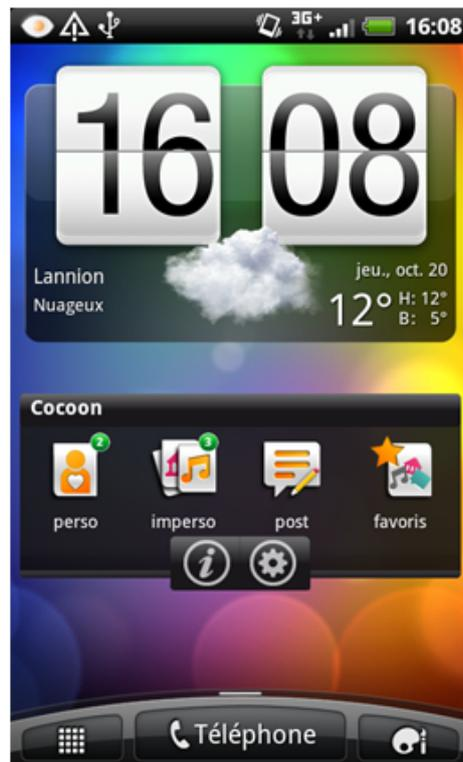 3G+ 16:08
16 08
Lannion jeu., oct. 20
Nuageux 12° H: 12°
B: 5°
Cocoon
2 3
perso imperso post favoris
i
Téléphone